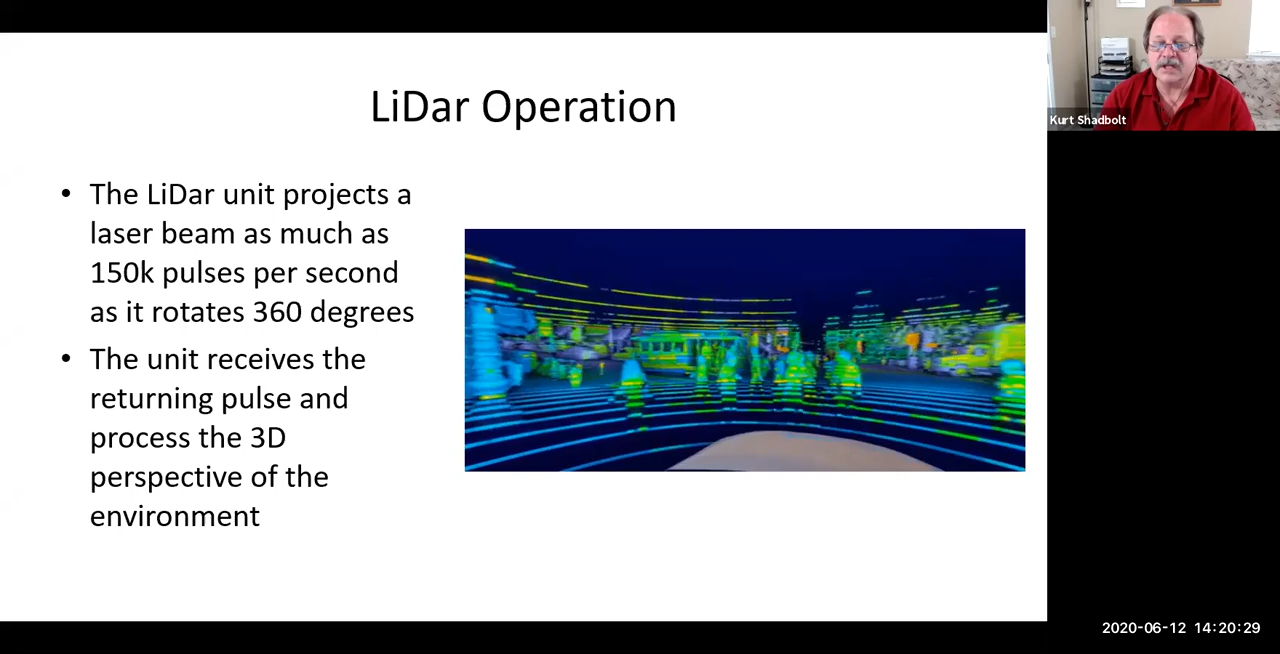 LiDar Operation
• The LiDar unit projects a
laser beam as much as
150k pulses per second
as it rotates 360 degrees
• The unit receives the
returning pulse and
process the 3D
perspective of the
environment
Kurt Shadbolt
2020-06-12 14:20:29